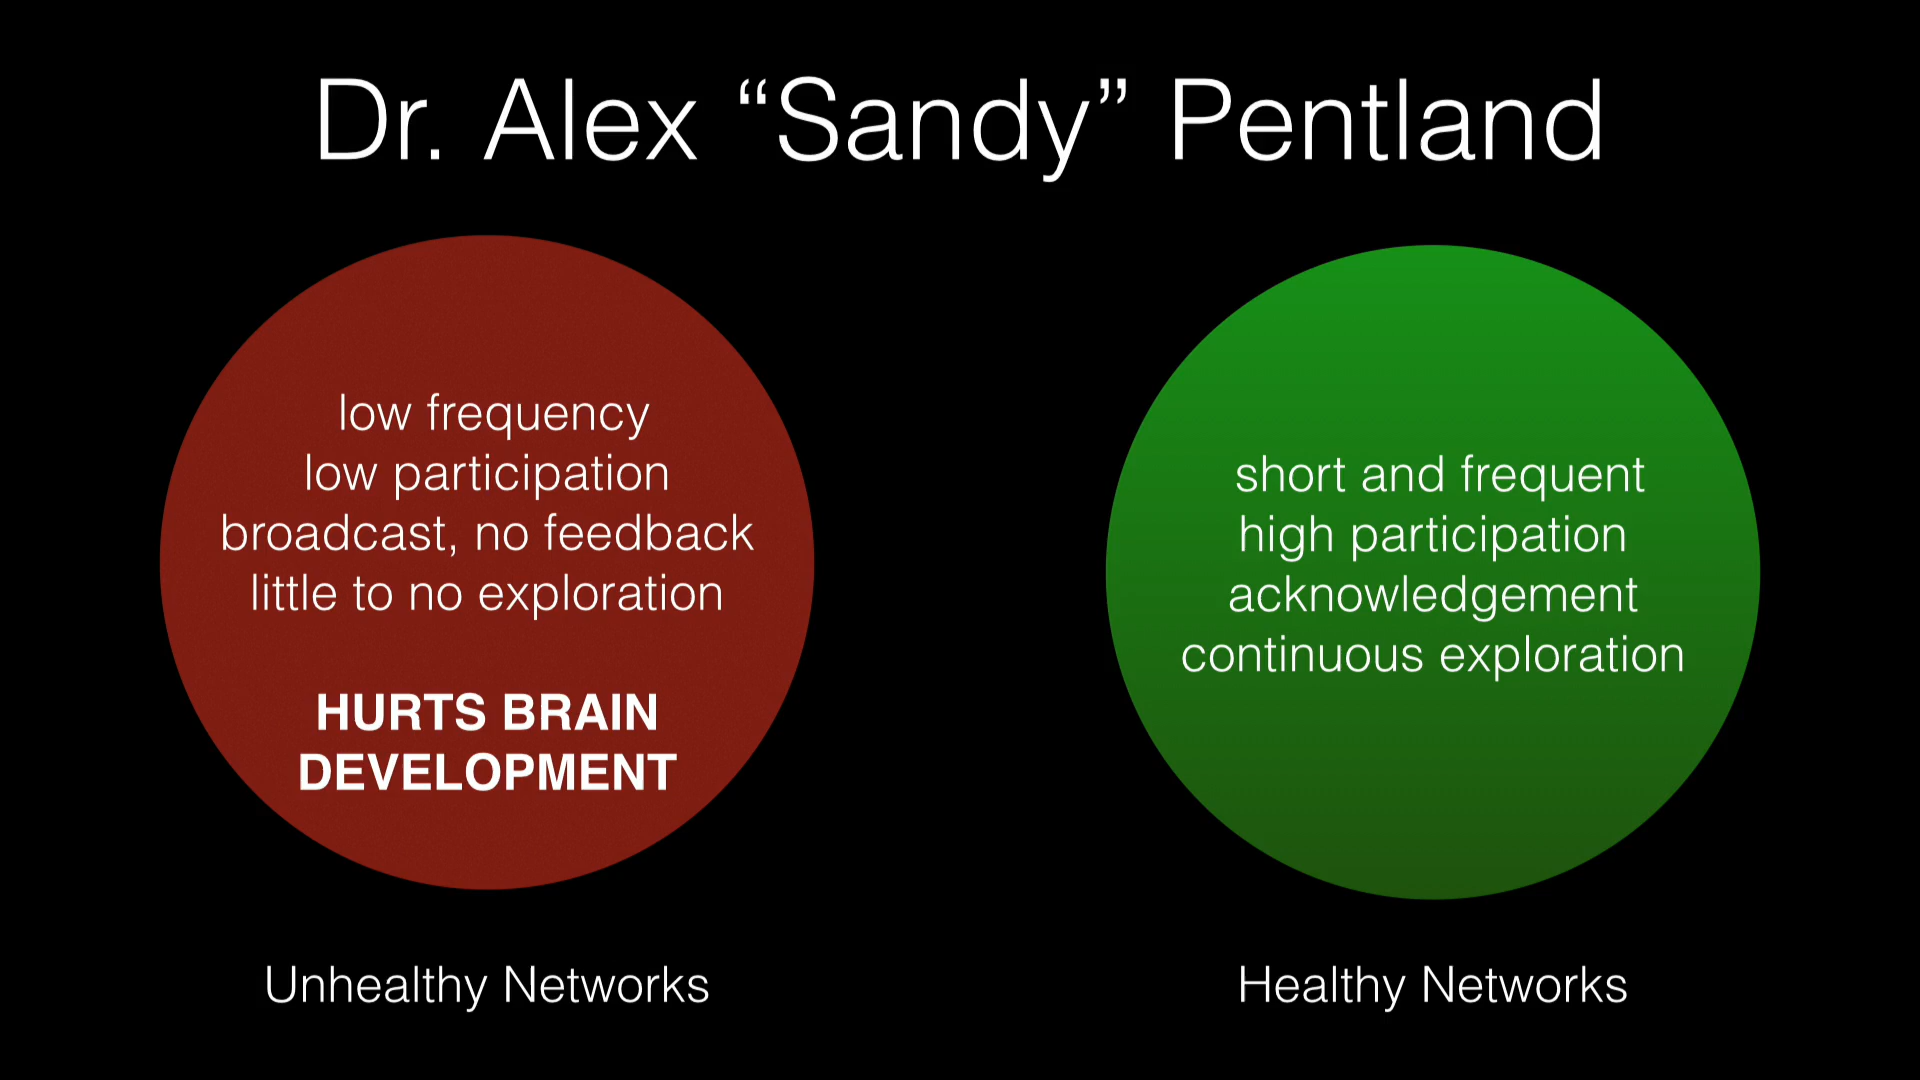 Dr. Alex “Sandy” Pentland
low frequency
low participation
broadcast, no feedback
little to no exploration
HURTS BRAIN
DEVELOPMENT
Unhealthy Networks
short and frequent
high participation
acknowledgement
continuous exploration
Healthy Networks